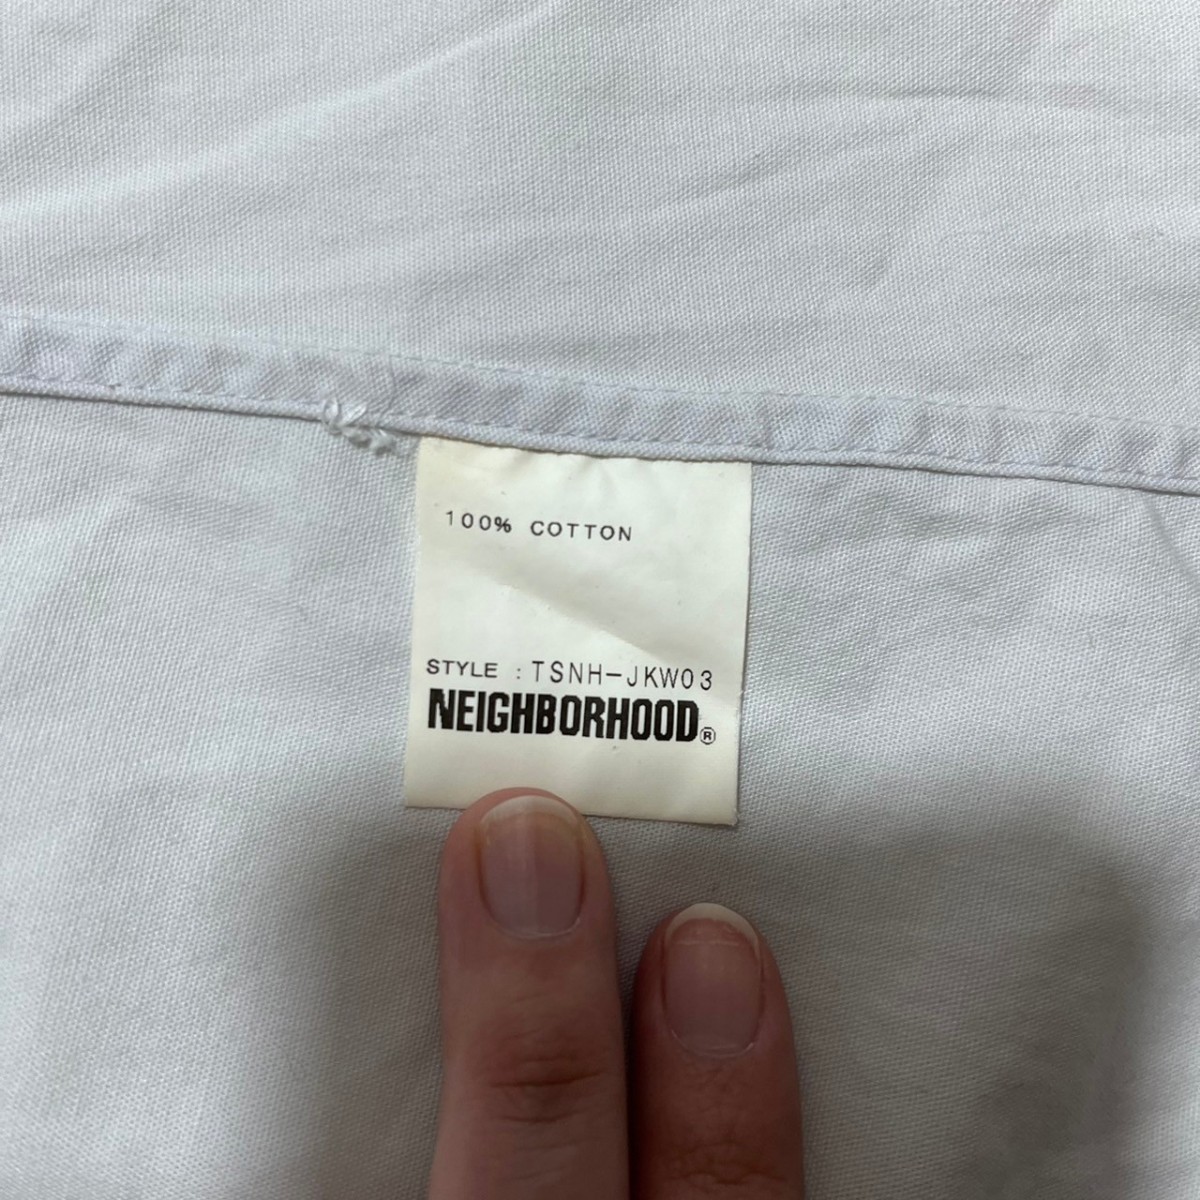 100% COTTON
STYLE : TSNH-JKW03
NEIGHBORHOOD®